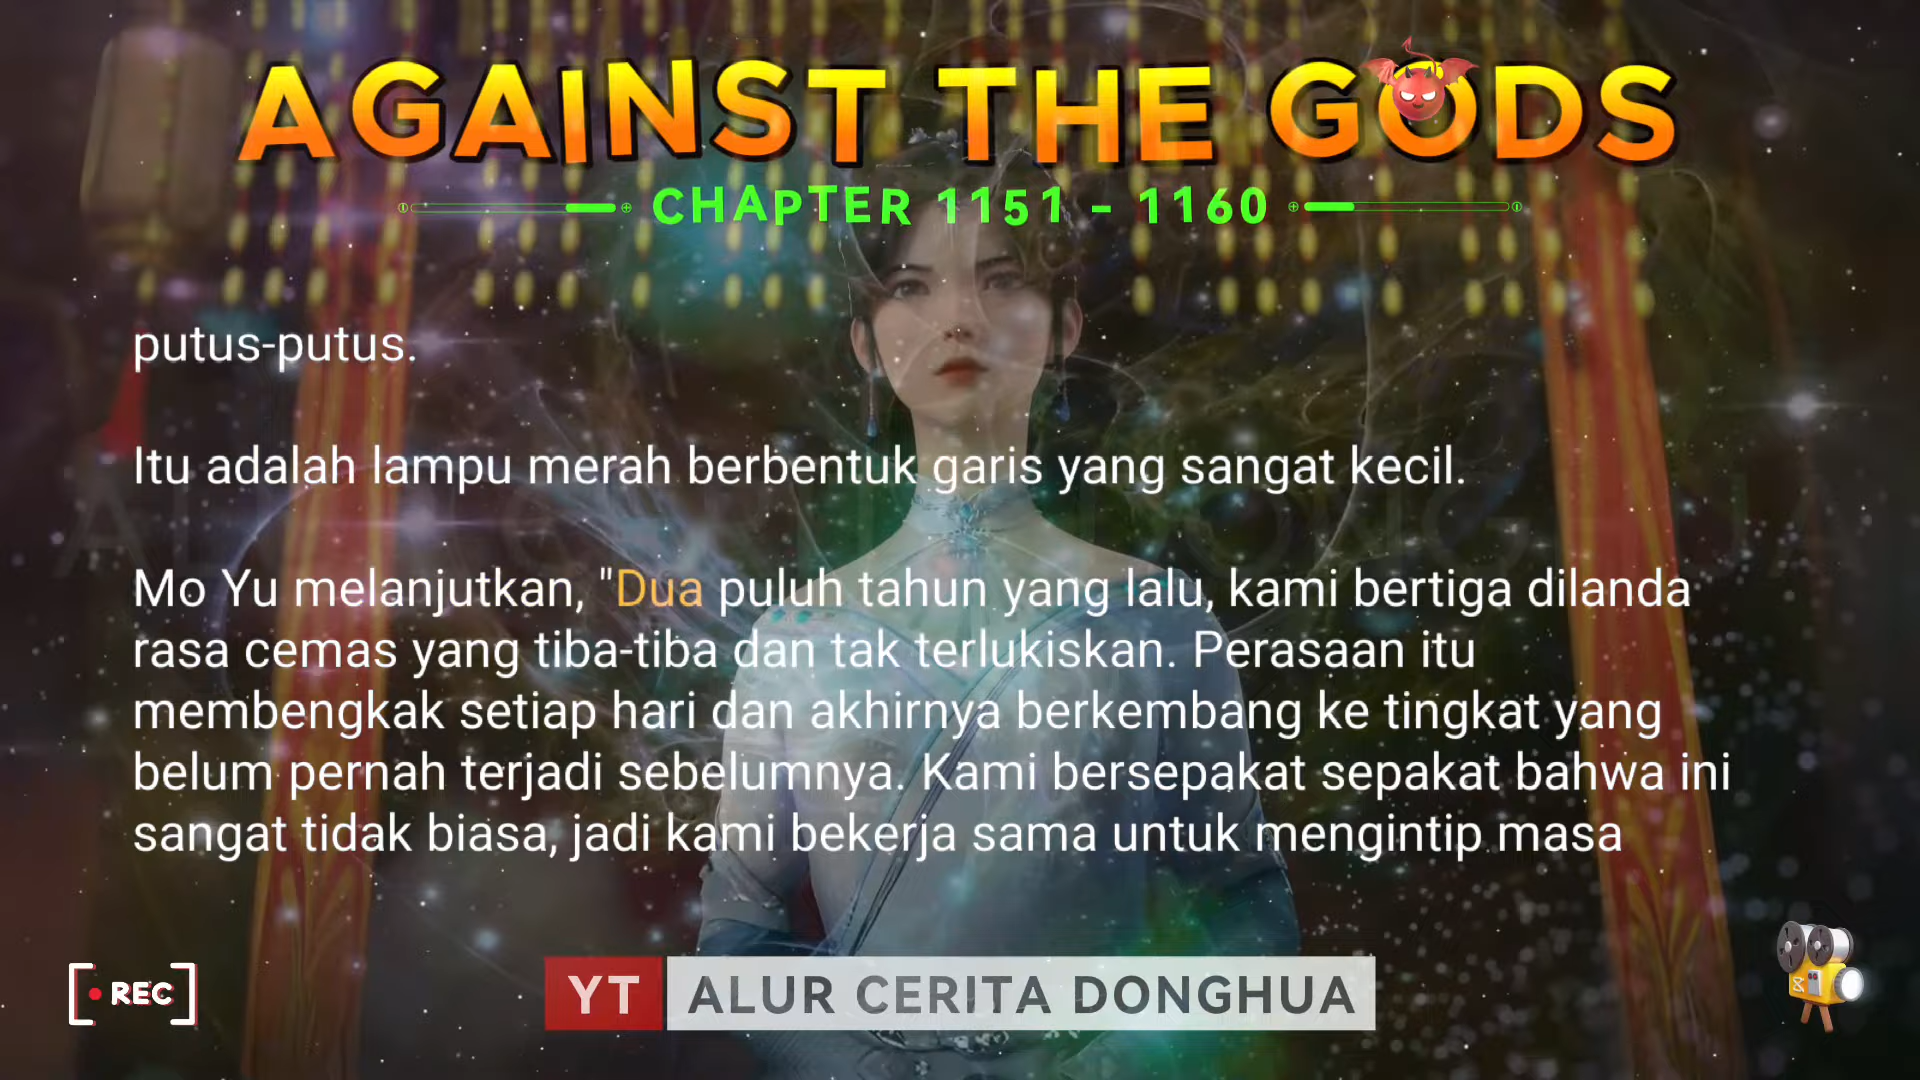 AGAINST THE GODS
CHAPTER 1151 - 1160
putus-putus.
Itu adalah lampu merah berbentuk garis yang sangat kecil.
Mo Yu melanjutkan, "Dua puluh tahun yang lalu, kami bertiga dilanda
rasa cemas yang tiba-tiba dan tak terlukiskan. Perasaan itu
membengkak setiap hari dan akhirnya berkembang ke tingkat yang
belum pernah terjadi sebelumnya. Kami bersepakat sepakat bahwa ini
sangat tidak biasa, jadi kami bekerja sama untuk mengintip masa
REC
YT ALUR CERITA DONGHUA